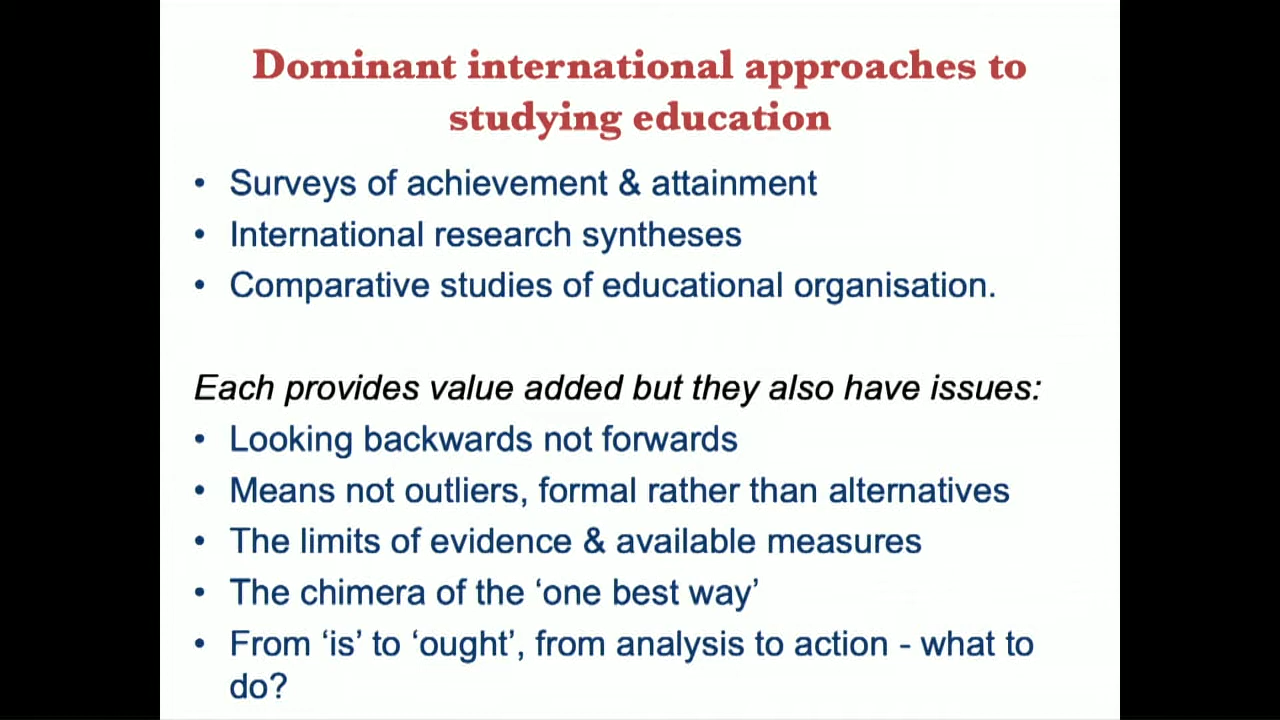 Dominant international approaches to
studying education
• Surveys of achievement & attainment
• International research syntheses
• Comparative studies of educational organisation.
Each provides value added but they also have issues:
• Looking backwards not forwards
• Means not outliers, formal rather than alternatives
• The limits of evidence & available measures
• The chimera of the ‘one best way’
• From ‘is’ to ‘ought’, from analysis to action - what to
do?